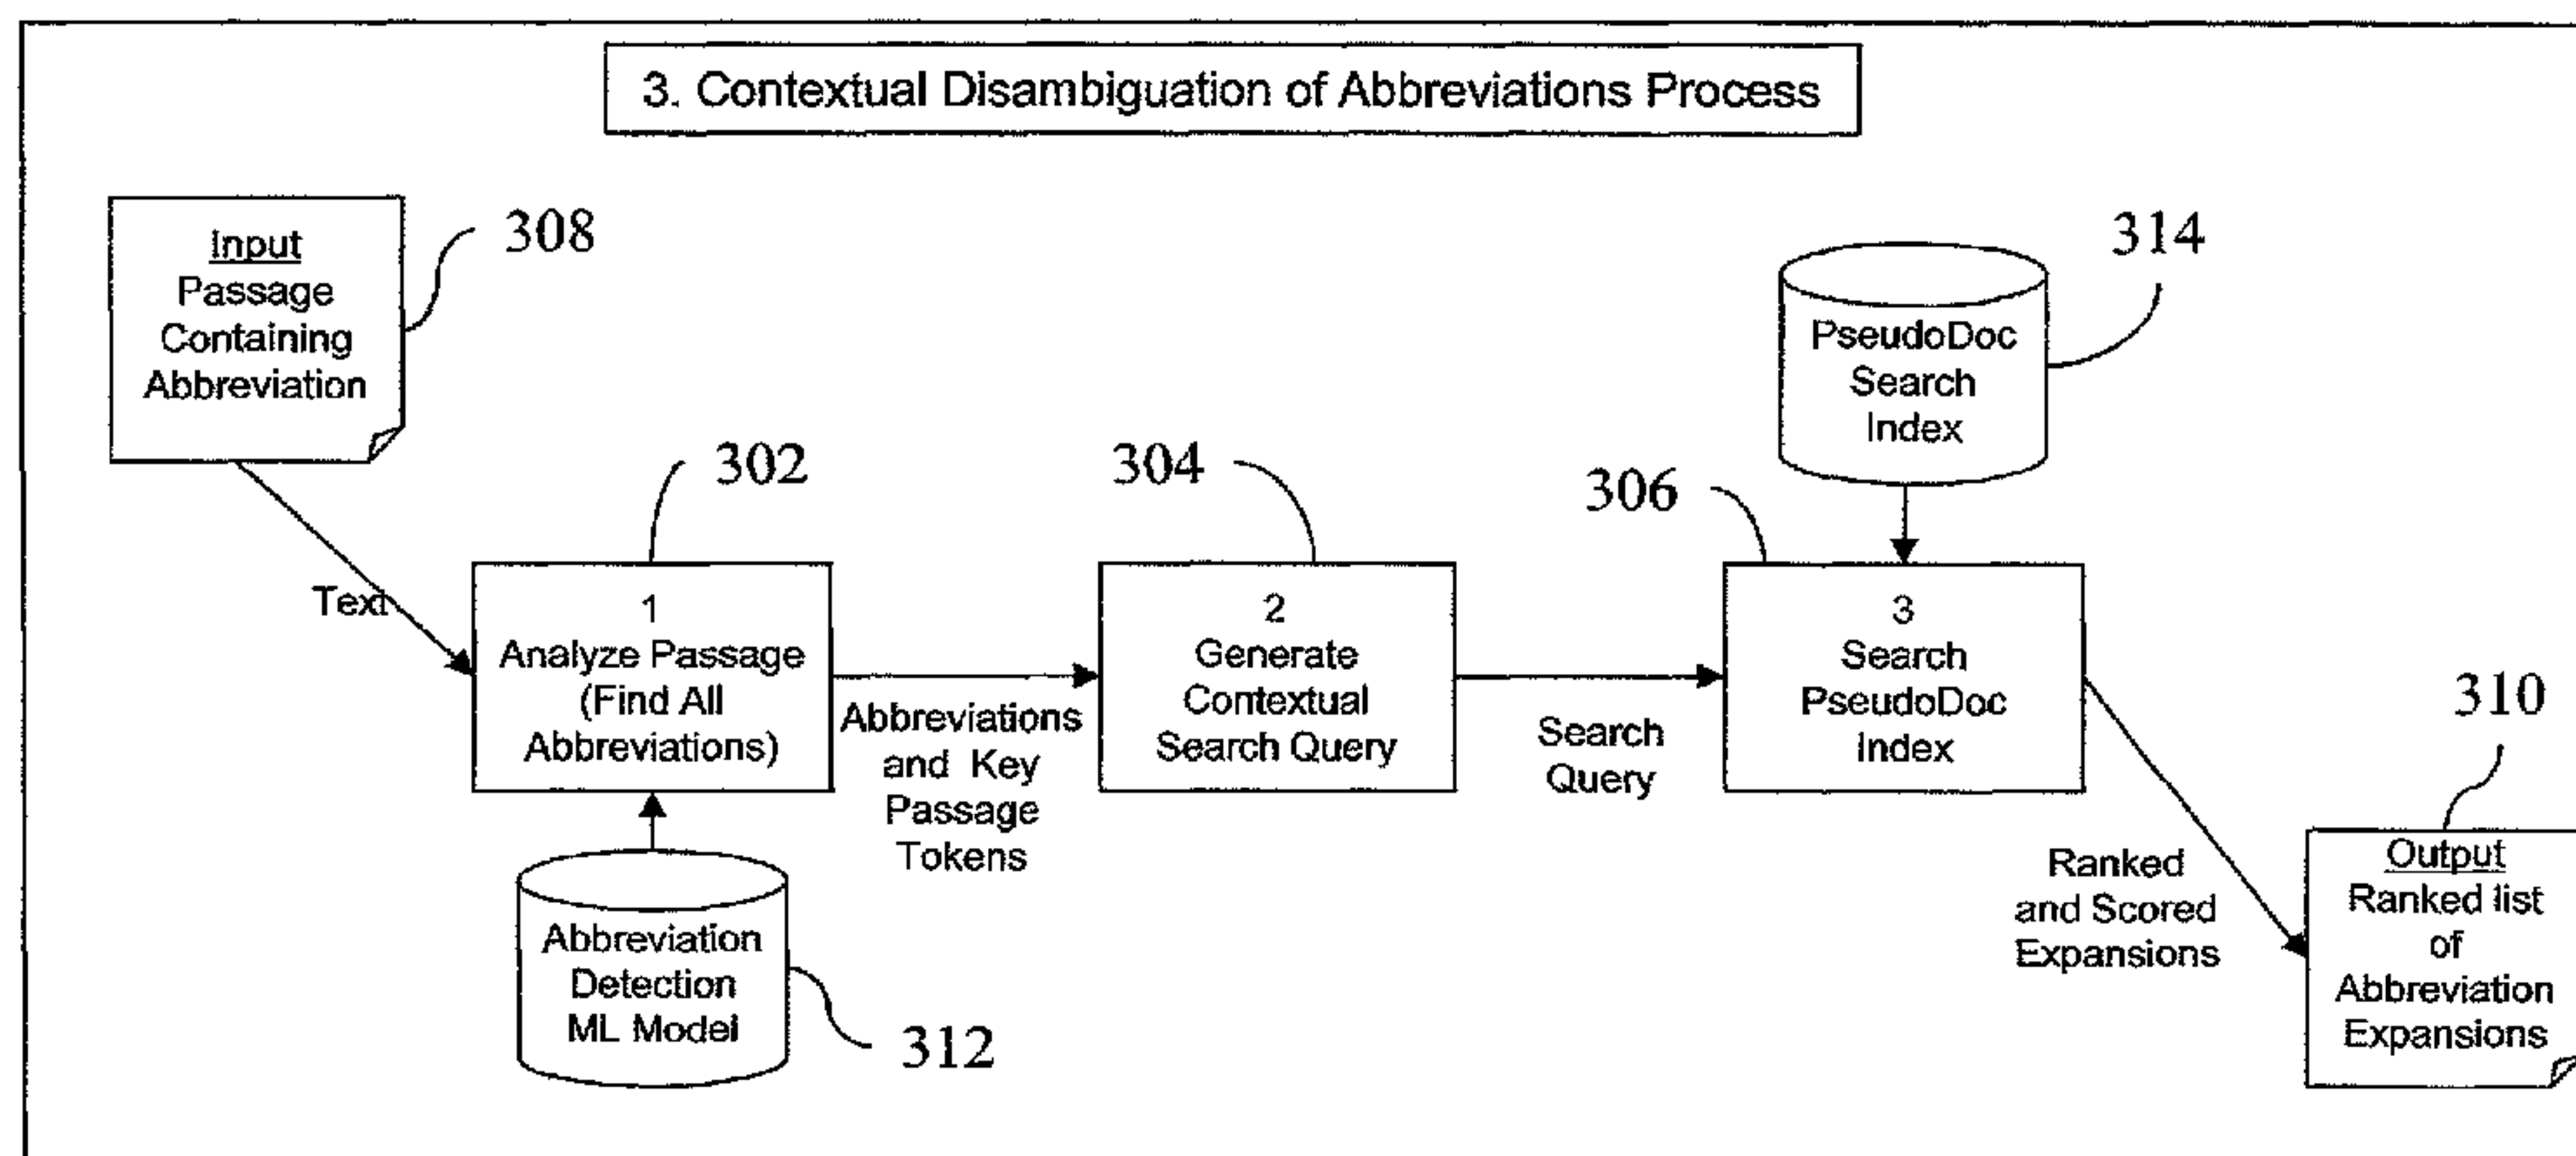 3. Contextual Disambiguation of Abbreviations Process
Input
Passage
Containing
Abbreviation
308
314
PseudoDoc
Search
Index
302
304
306
Text
1
Analyze Passage
(Find All
Abbreviations)
Abbreviations
and Key
Passage
Tokens
2
Generate
Contextual
Search Query
Search
Query
3
Search
PseudoDoc
Index
310
Ranked
and Scored
Expansions
Output
Ranked list
of
Abbreviation
Expansions
Abbreviation
Detection
ML Model
312